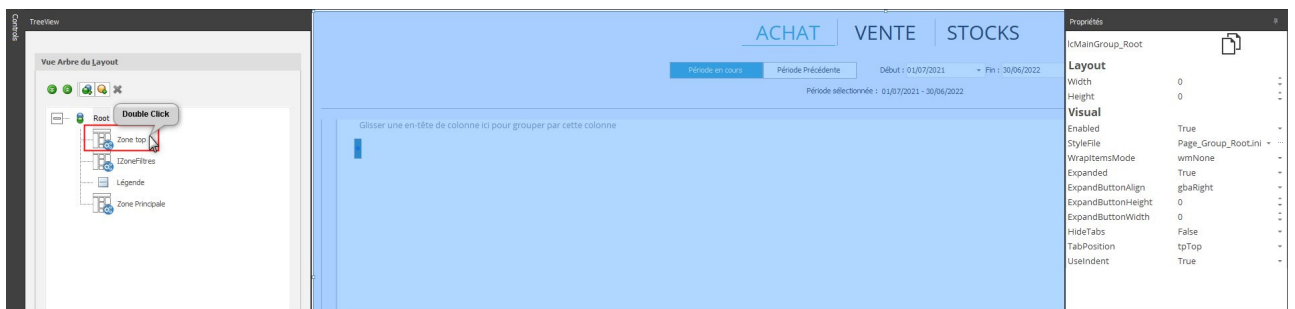 Controls
TreeView
Vue Arbre du Layout
Root
Double Click
Zone top
IZoneFiltres
Légende
Zone Principale
ACHAT VENTE STOCKS
Période en cours Période Précédente Début : 01/07/2021 Fin : 30/06/2022
Période sélectionnée : 01/07/2021 - 30/06/2022
Glisser une en-tête de colonne ici pour grouper par cette colonne
Propriétés
lcMainGroup_Root
Layout
Width 0
Height 0
Visual
Enabled True
StyleFile Page_Group_Root.ini
WrapItemsMode wmNone
Expanded True
ExpandButtonAlign gbaRight
ExpandButtonHeight 0
ExpandButtonWidth 0
HideTabs False
TabPosition tpTop
UseIndent True